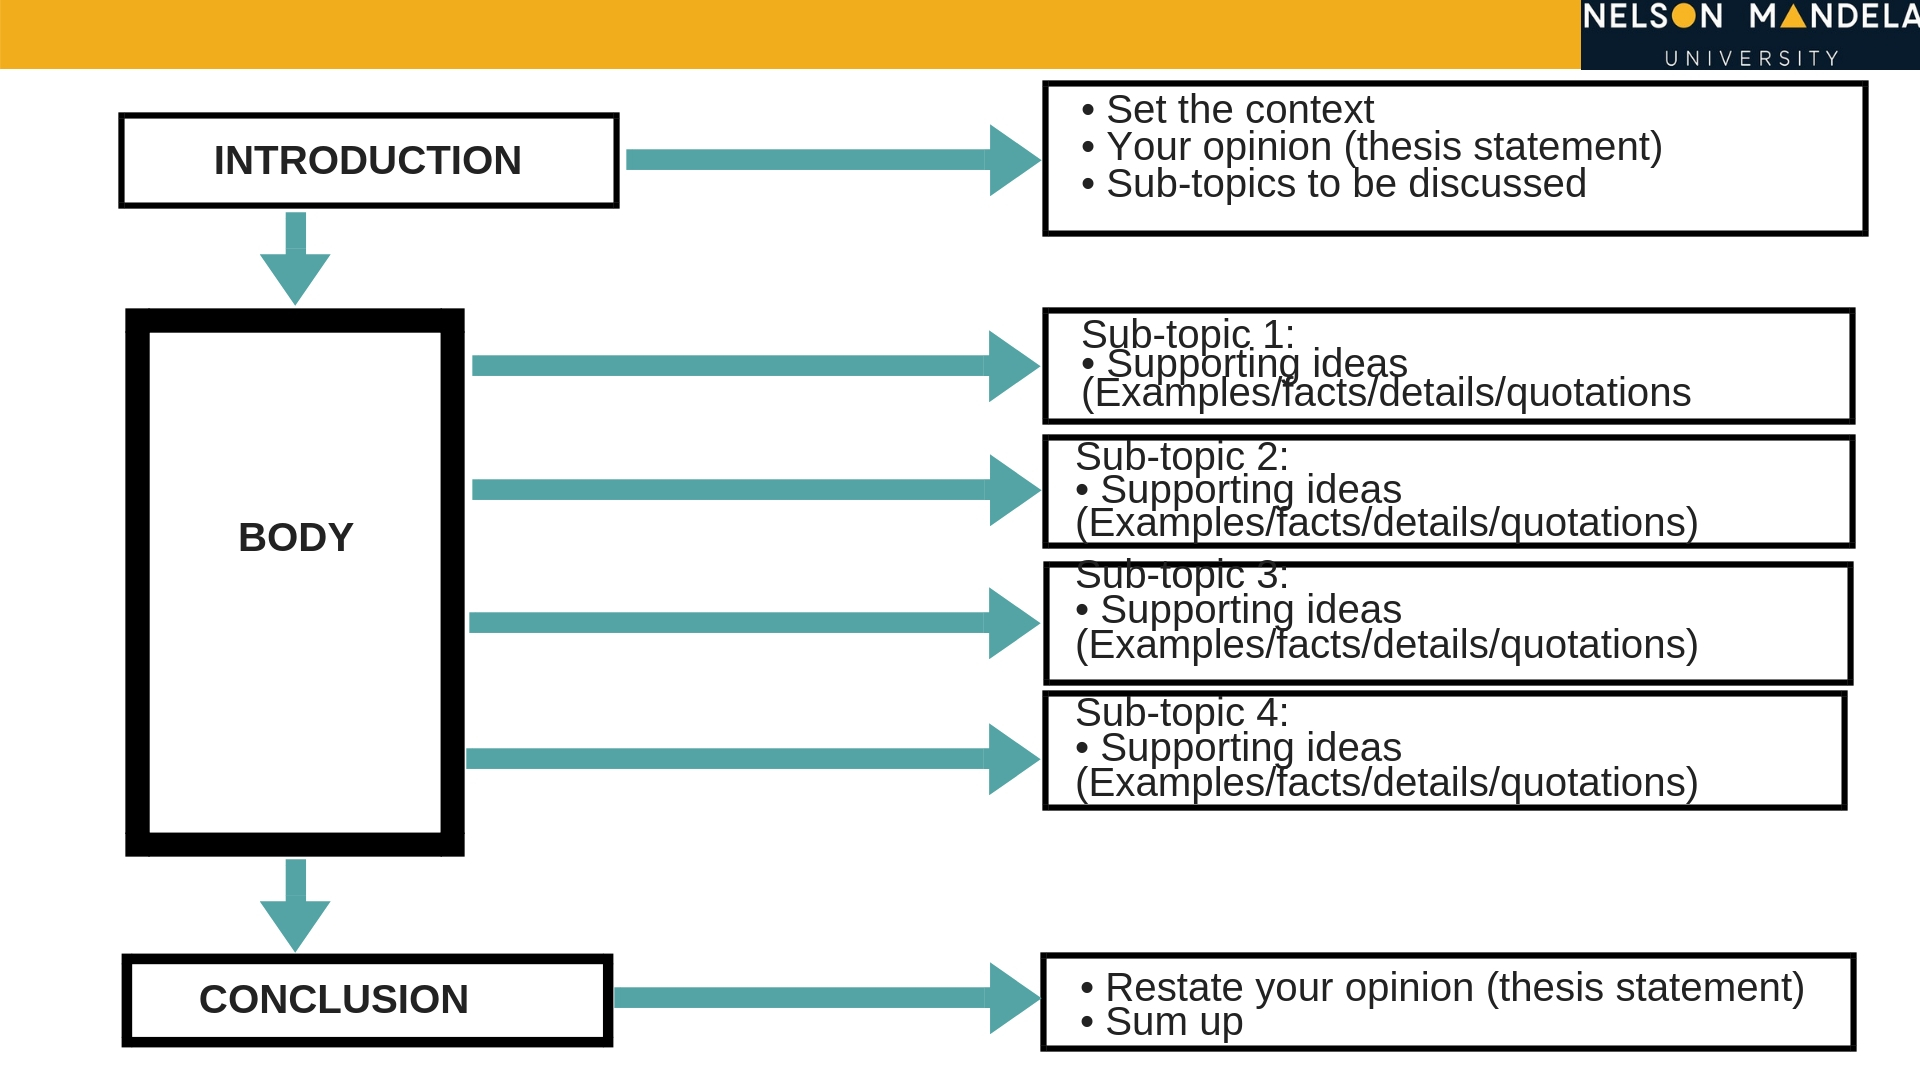 NELSON MANDELA
UNIVERSITY
INTRODUCTION
• Set the context
• Your opinion (thesis statement)
• Sub-topics to be discussed
BODY
Sub-topic 1:
• Supporting ideas
(Examples/facts/details/quotations
Sub-topic 2:
• Supporting ideas
(Examples/facts/details/quotations)
Sub-topic 3:
• Supporting ideas
(Examples/facts/details/quotations)
Sub-topic 4:
• Supporting ideas
(Examples/facts/details/quotations)
CONCLUSION
• Restate your opinion (thesis statement)
• Sum up